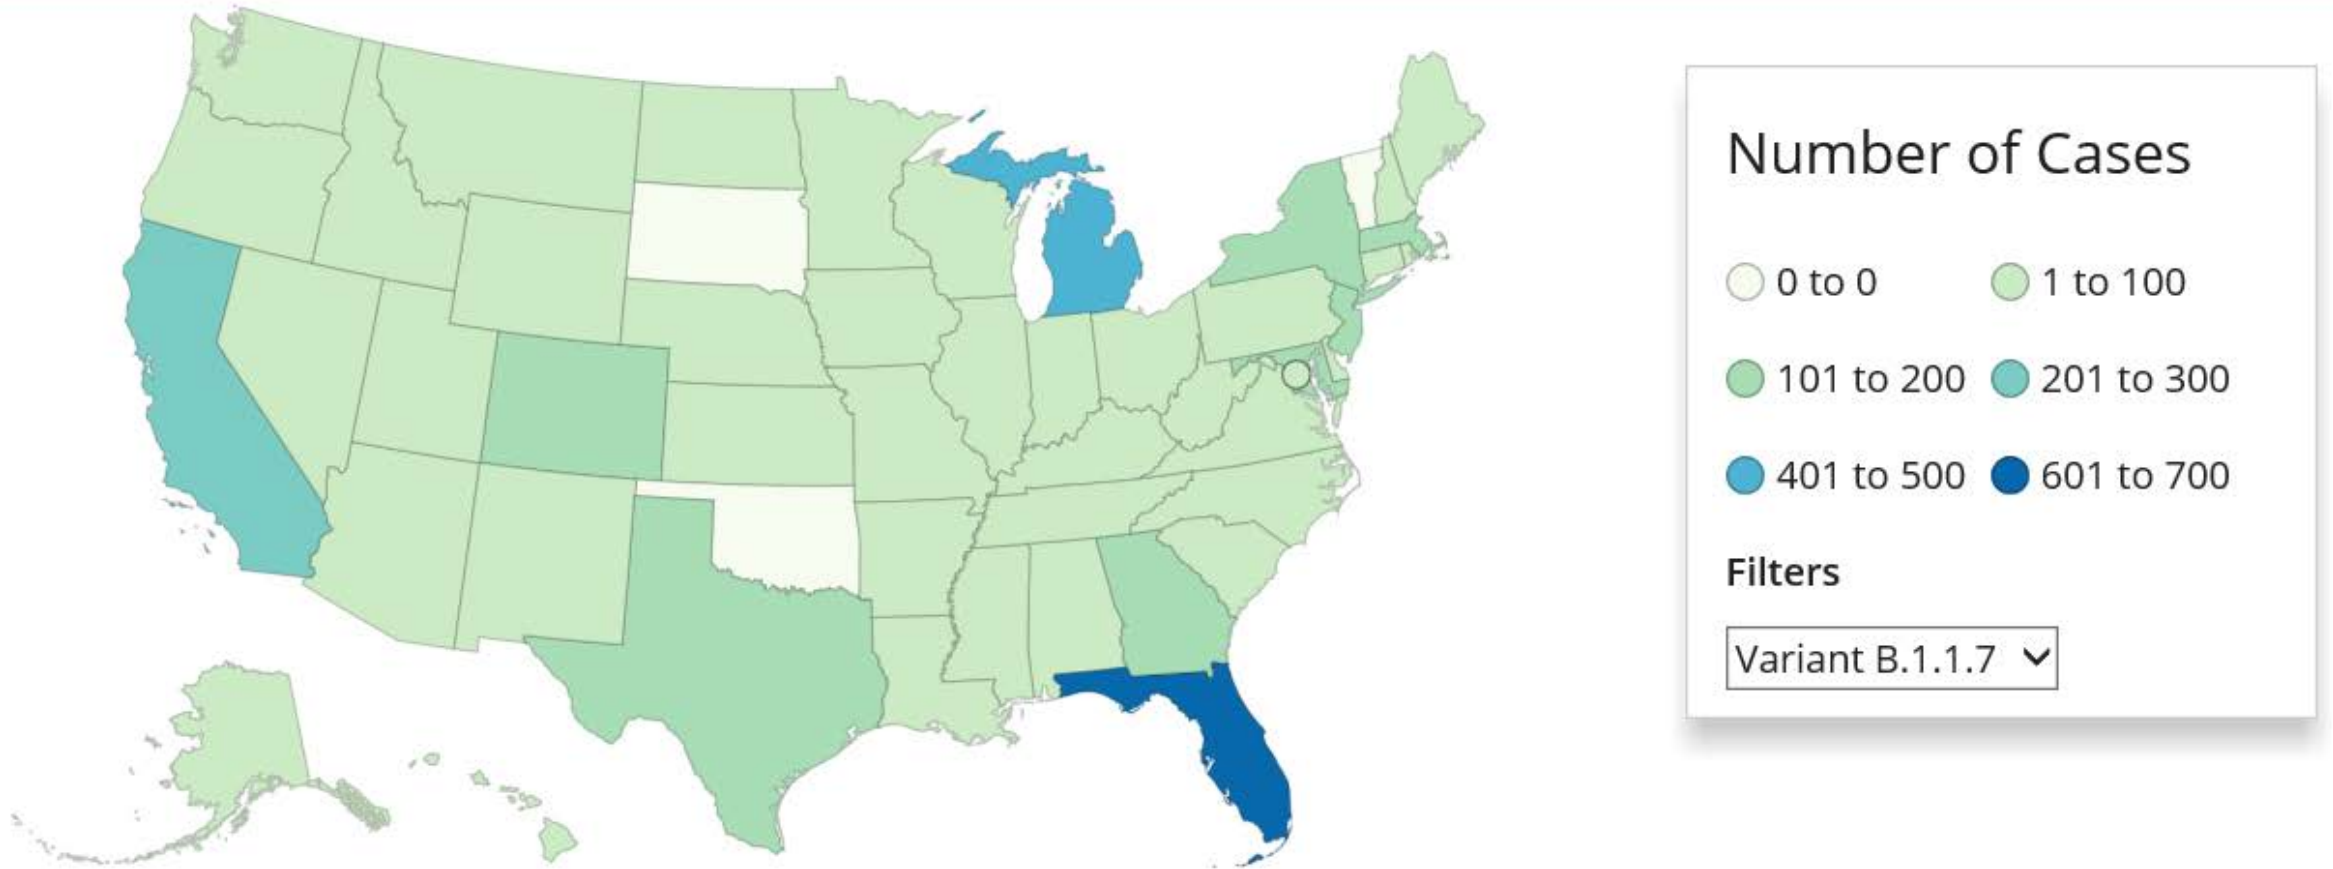 Number of Cases
0 to 0 1 to 100
101 to 200 201 to 300
401 to 500 601 to 700
Filters
Variant B.1.1.7